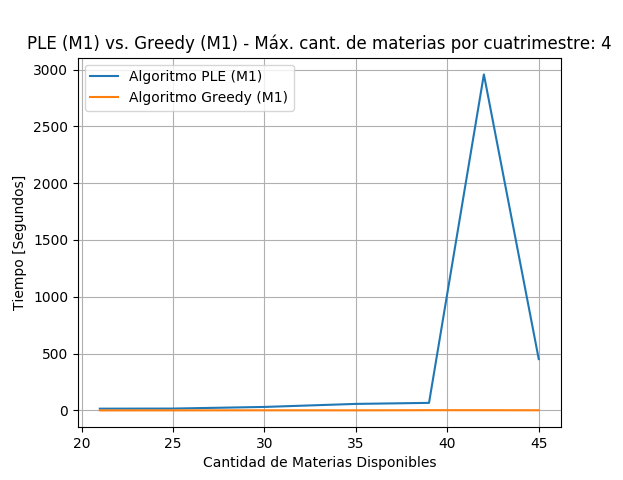 PLE (M1) vs. Greedy (M1) - Máx. cant. de materias por cuatrimestre: 4
Algoritmo PLE (M1)
Algoritmo Greedy (M1)
3000
2500
2000
1500
1000
500
0
Tiempo [Segundos]
20 25 30 35 40 45
Cantidad de Materias Disponibles